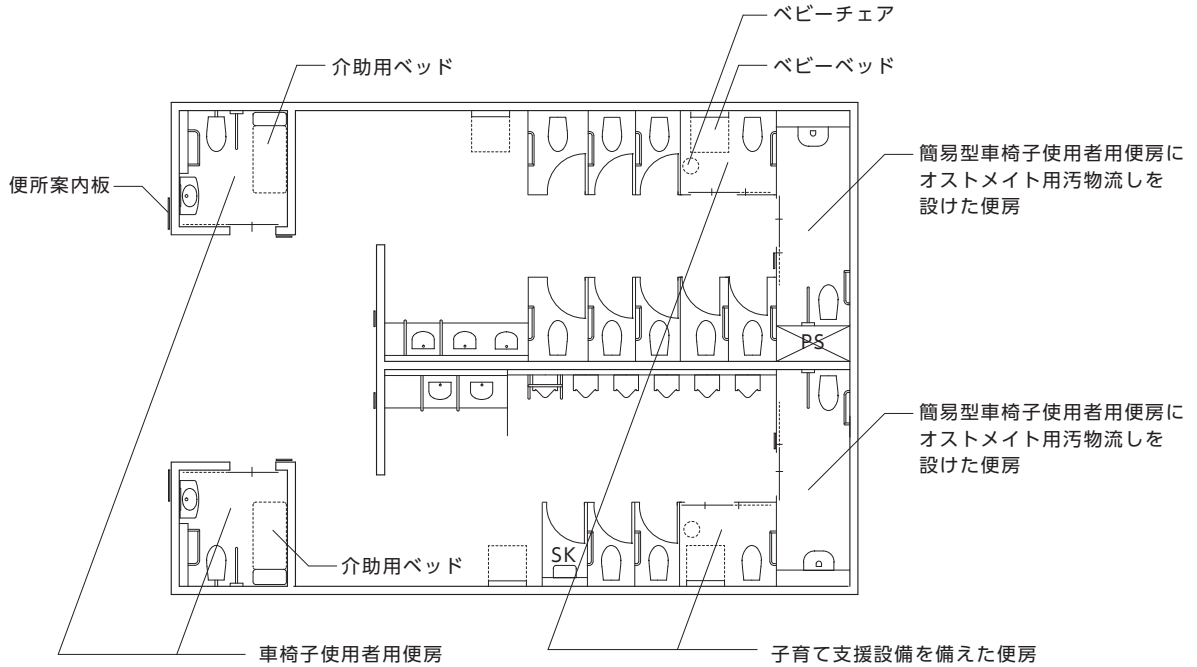 ベビーチェア
介助用ベッド
ベビーベッド
簡易型車椅子使用者用便房に
オストメイト用汚物流しを
設けた便房
便所案内板
PS
簡易型車椅子使用者用便房に
オストメイト用汚物流しを
設けた便房
SK
介助用ベッド
車椅子使用者用便房
子育て支援設備を備えた便房